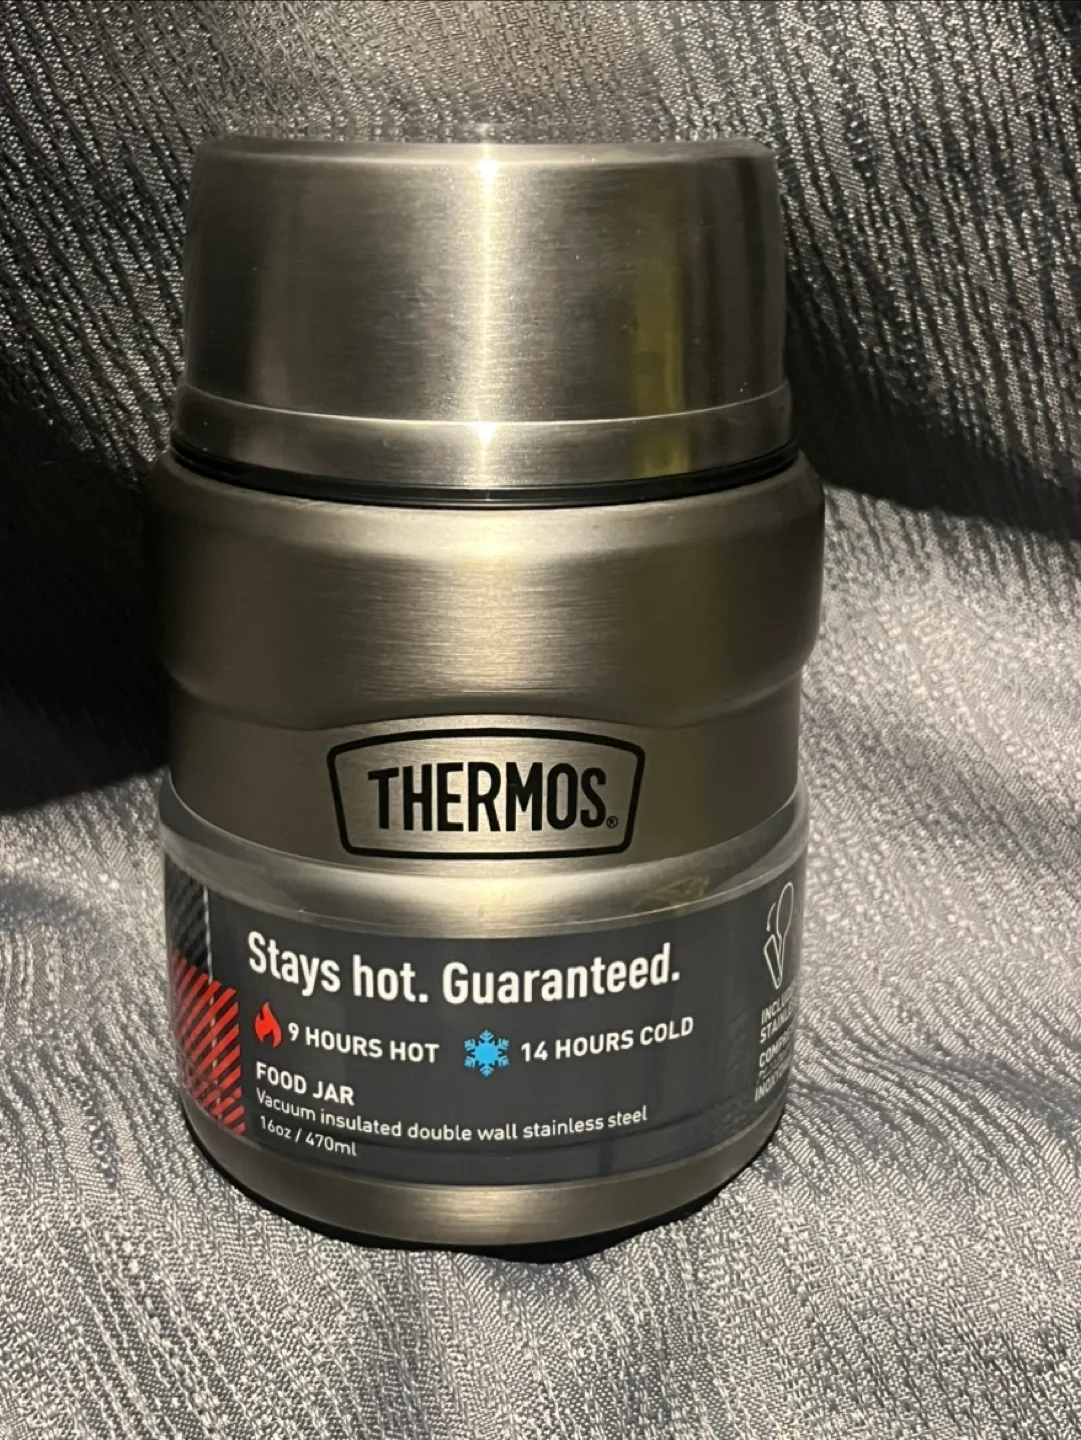 THERMOS®
Stays hot. Guaranteed.
9 HOURS HOT 14 HOURS COLD
FOOD JAR
Vacuum insulated double wall stainless steel
16oz / 470ml